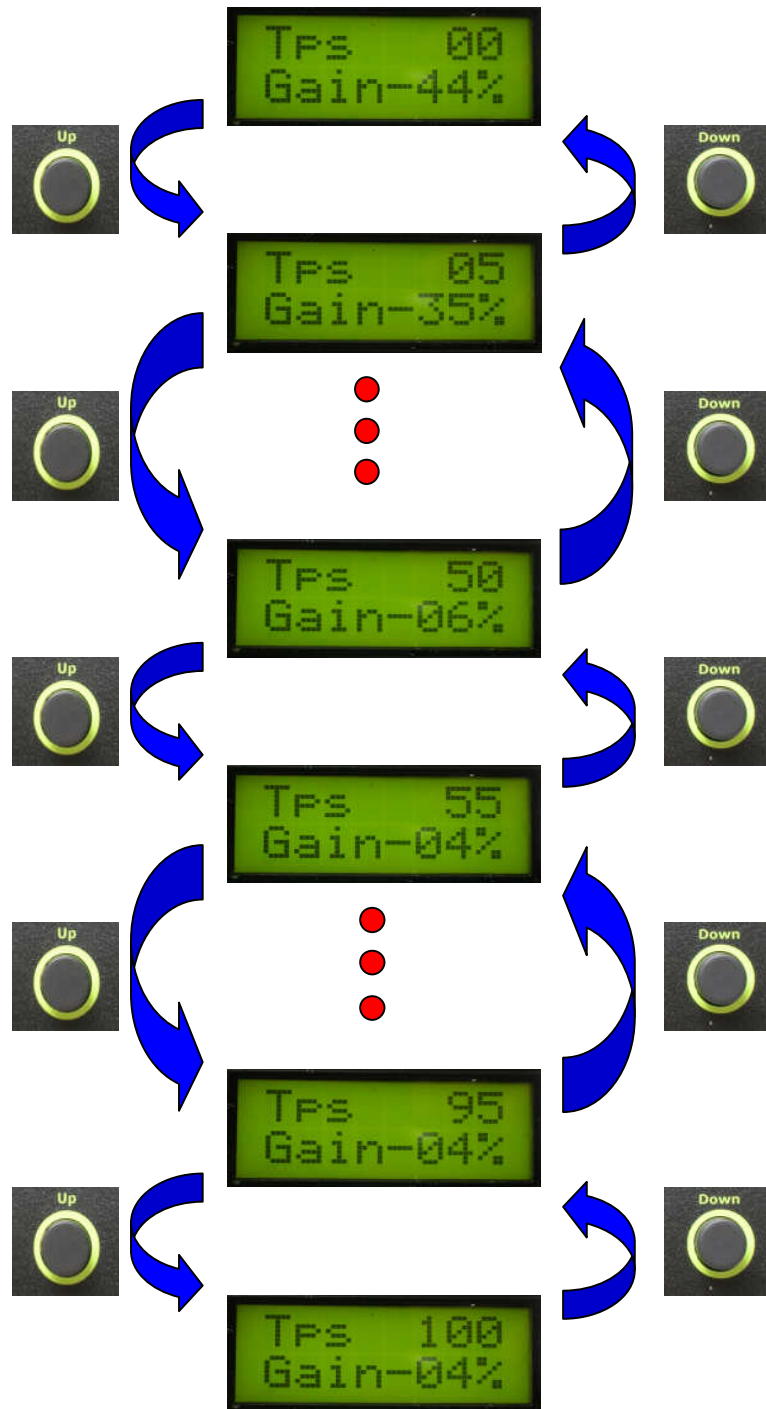 Tps 00
Gain-44%
Up
Down
Tps 05
Gain-35%
Up
Down
Tps 50
Gain-06%
Up
Down
Tps 55
Gain-04%
Up
Down
Tps 95
Gain-04%
Up
Down
Tps 100
Gain-04%